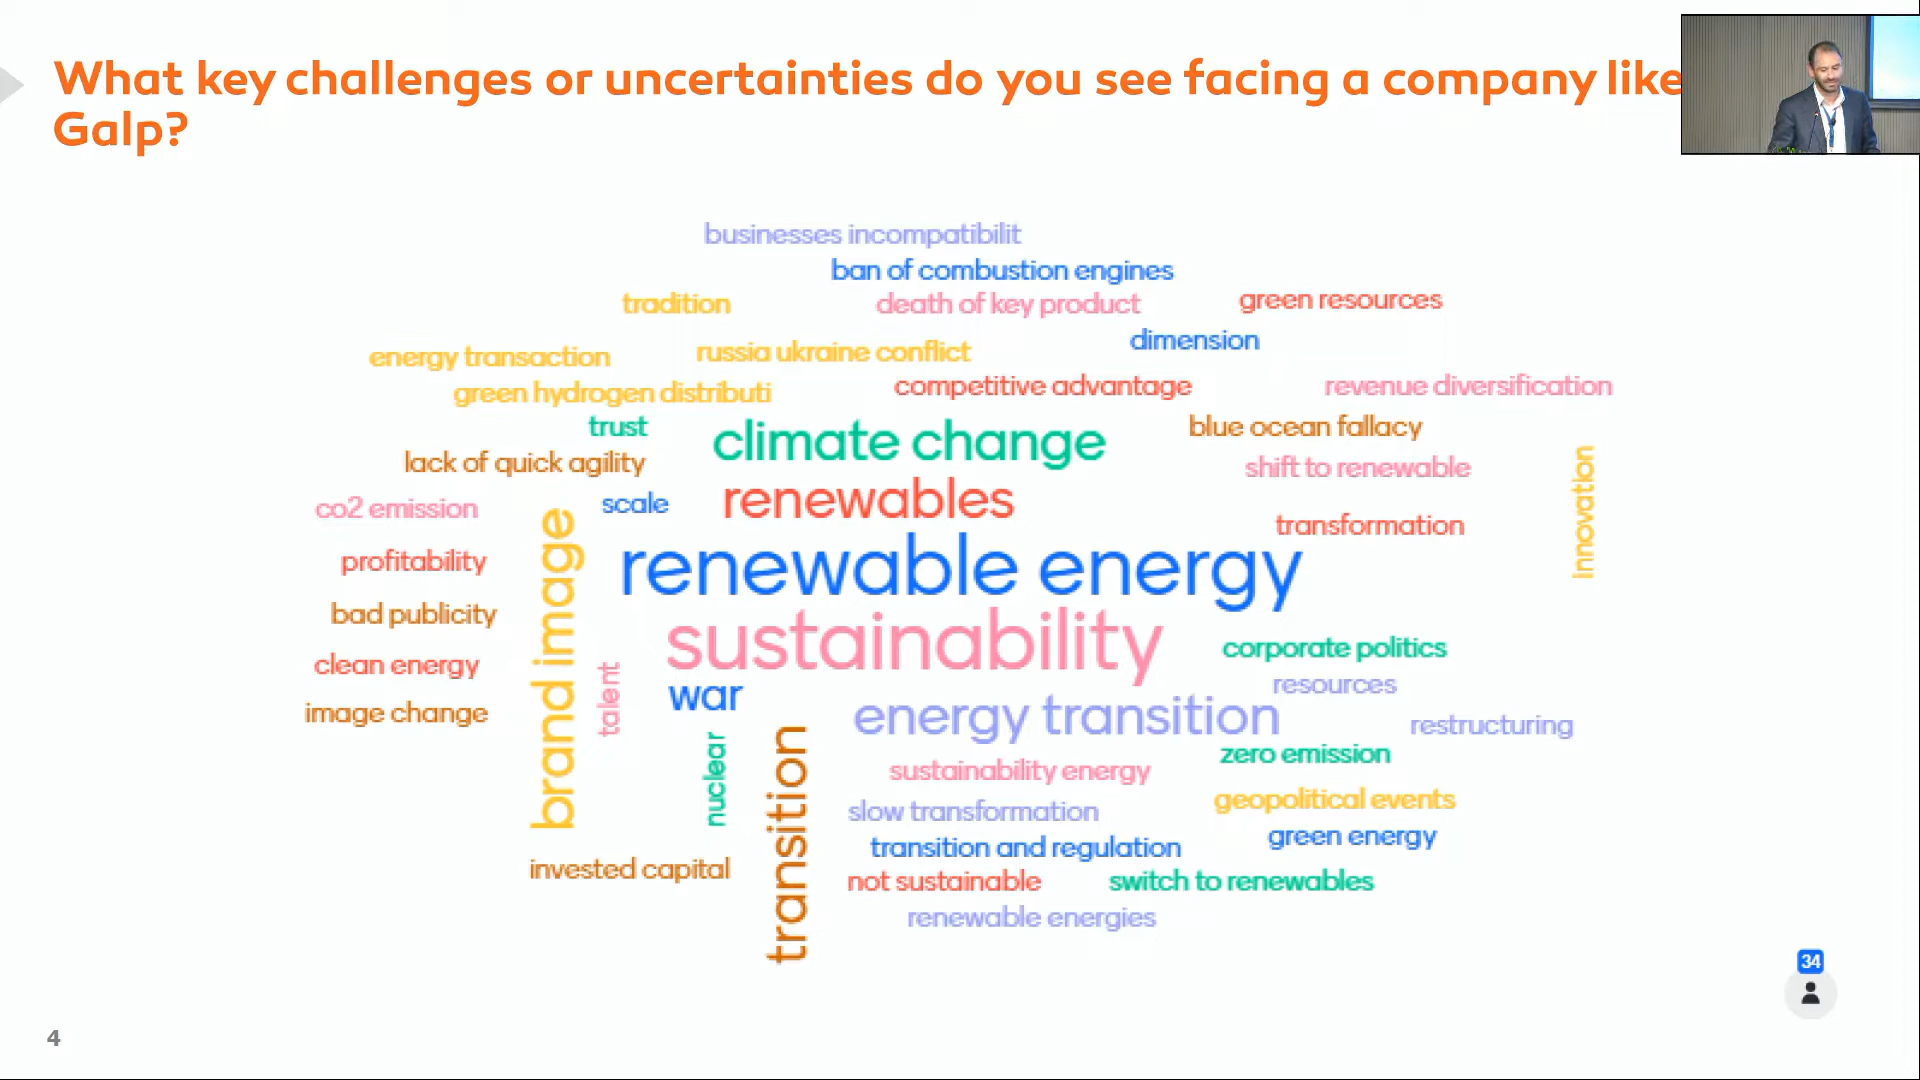 What key challenges or uncertainties do you see facing a company like
Galp?
businesses incompatibilit
ban of combustion engines
tradition
death of key product
green resources
dimension
energy transaction
russia ukraine conflict
green hydrogen distributi
competitive advantage
revenue diversification
trust
climate change
blue ocean fallacy
lack of quick agility
shift to renewable
innovation
co2 emission
scale
renewables
transformation
profitability
brand image
renewable energy
bad publicity
sustainability
corporate politics
clean energy
talent
war
resources
image change
energy transition
restructuring
nuclear
transition
zero emission
sustainability energy
geopolitical events
slow transformation
green energy
transition and regulation
invested capital
not sustainable
switch to renewables
renewable energies
34
4